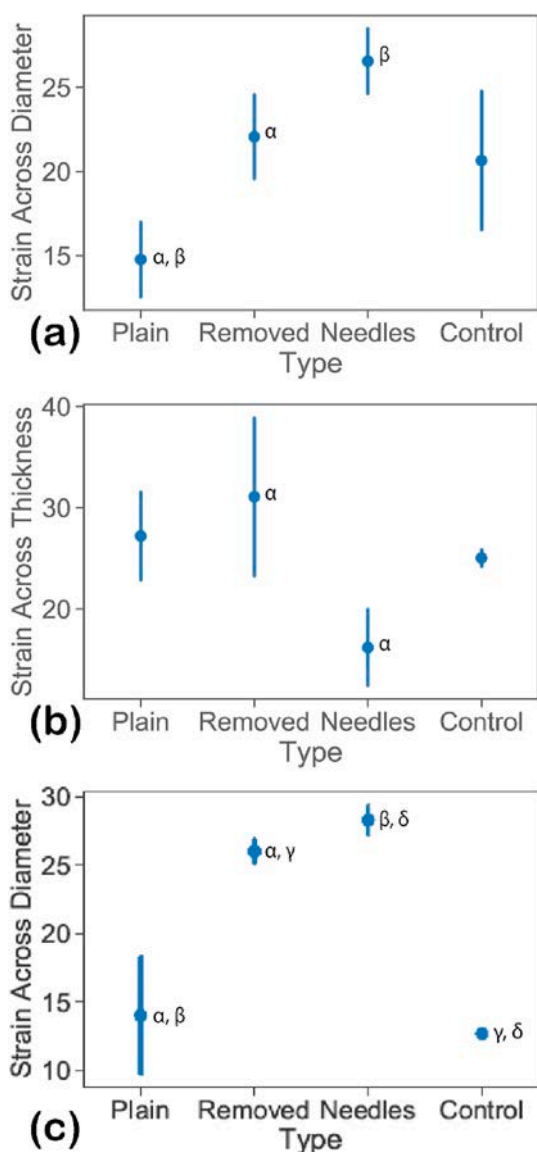 Strain Across Diameter
25
20
15
α, β
α
β
(a)
Plain Removed Needles Control
Type
Strain Across Thickness
40
30
20
α
α
(b)
Plain Removed Needles Control
Type
Strain Across Diameter
30
25
20
15
10
α, β
α, γ
β, δ
γ, δ
(c)
Plain Removed Needles Control
Type